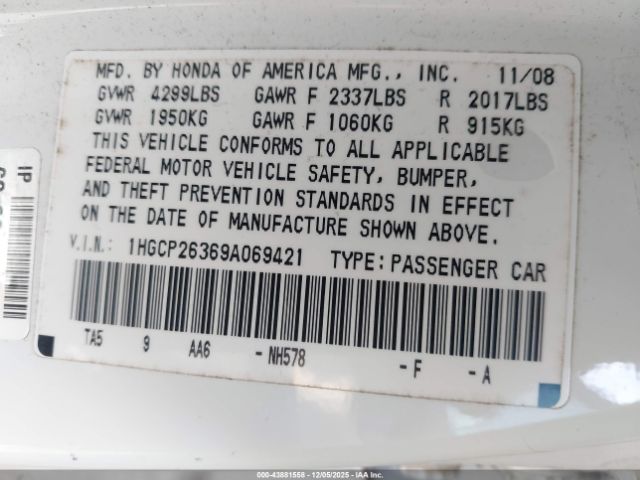 MFD. BY HONDA OF AMERICA MFG., INC. 11/08
GVWR 4299LBS GAWR F 2337LBS R 2017LBS
GVWR 1950KG GAWR F 1060KG R 915KG
THIS VEHICLE CONFORMS TO ALL APPLICABLE
FEDERAL MOTOR VEHICLE SAFETY, BUMPER,
AND THEFT PREVENTION STANDARDS IN EFFECT
ON THE DATE OF MANUFACTURE SHOWN ABOVE.
V.I.N.: 1HGCP26369A069421 TYPE:PASSENGER CAR
TA5 9 AA6 -NH578 -F -A
IP
000-43881558 - 12/05/2025 - IAAI.COM